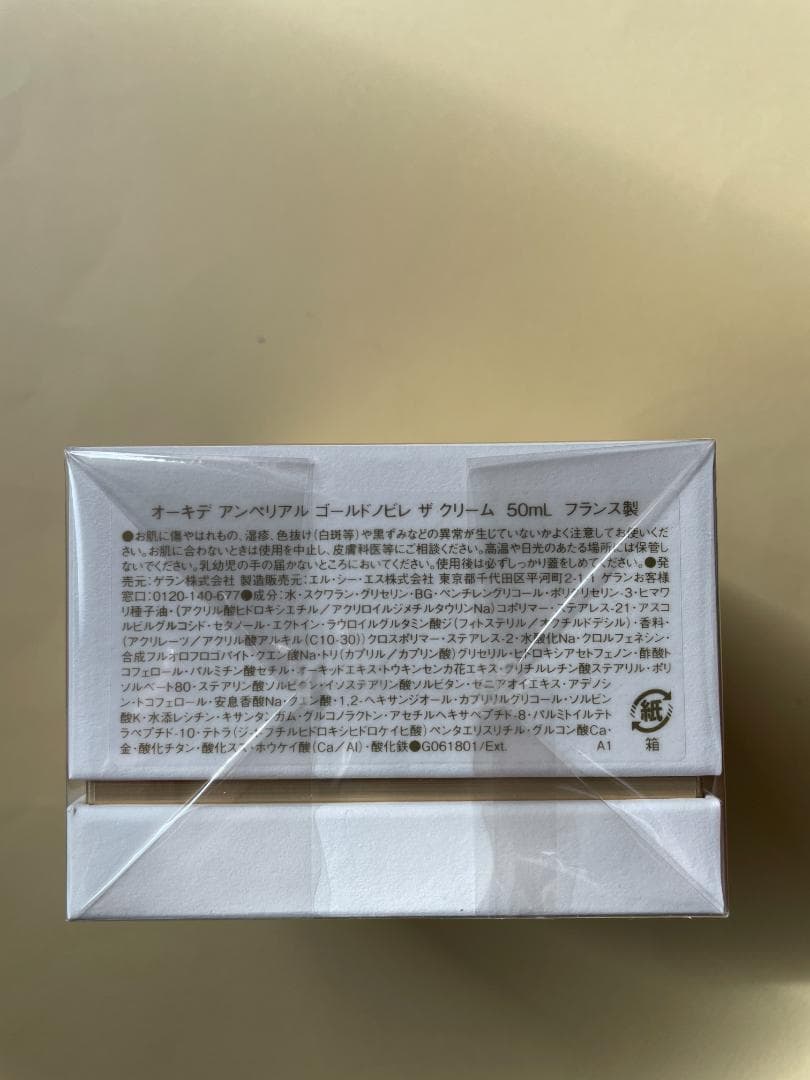 オーキデ アンペリアル ゴールドノビレ ザ クリーム 50mL フランス製
●お肌に傷やはれもの、湿疹、色抜け(白斑等)や黒ずみなどの異常が生じていないかよく注意してお使いくだ
さい。お肌に合わないときは使用を中止し、皮膚科医等にご相談ください。高温や日光のあたる場所には保管し
ないでください。乳幼児の手の届かないところにおいてください。使用後は必ずしっかり蓋をしめてください。●発
売元:ゲラン株式会社 製造販売元:エル・シー・エス株式会社 東京都千代田区平河町2-1-1 ゲランお客様
窓口:0120-140-677●成分:水・スクワラン・グリセリン・BG・ペンチレングリコール・ポリグリセリン-3・ヒマワ
リ種子油・(アクリル酸ヒドロキシエチル/アクリロイルジメチルタウリンNa)コポリマー・ステアレス-21・アスコ
ルビルグルコシド・セタノール・エクトイン・ラウロイルグルタミン酸ジ(フィトステリル/オクチルドデシル)・香料・
(アクリレーツ/アクリル酸アルキル(C10-30))クロスポリマー・ステアレス-2・水酸化Na・クロルフェネシン・
合成フルオロフロゴパイト・クエン酸Na・トリ(カプリル/カプリン酸)グリセリル・ヒドロキシアセトフェノン・酢酸ト
コフェロール・パルミチン酸セチル・オーキッドエキス・トウキンセンカ花エキス・グリチルレチン酸ステアリル・ポリ
ソルベート80・ステアリン酸ソルビタン・イソステアリン酸ソルビタン・ゼニアオイエキス・アデノシ
ン・トコフェロール・安息香酸Na・クエン酸・1,2-ヘキサンジオール・カプリリルグリコール・ソルビン
酸K・水添レシチン・キサンタンガム・グルコノラクトン・アセチルヘキサペプチド-8・パルミトイルテト
ラペプチド-10・テトラ(ジ-t-ブチルヒドロキシヒドロケイヒ酸)ペンタエリスリチル・グルコン酸Ca・
金・酸化チタン・酸化スズ・ホウケイ酸(Ca/Al)・酸化鉄●G061801/Ext. A1
紙
箱